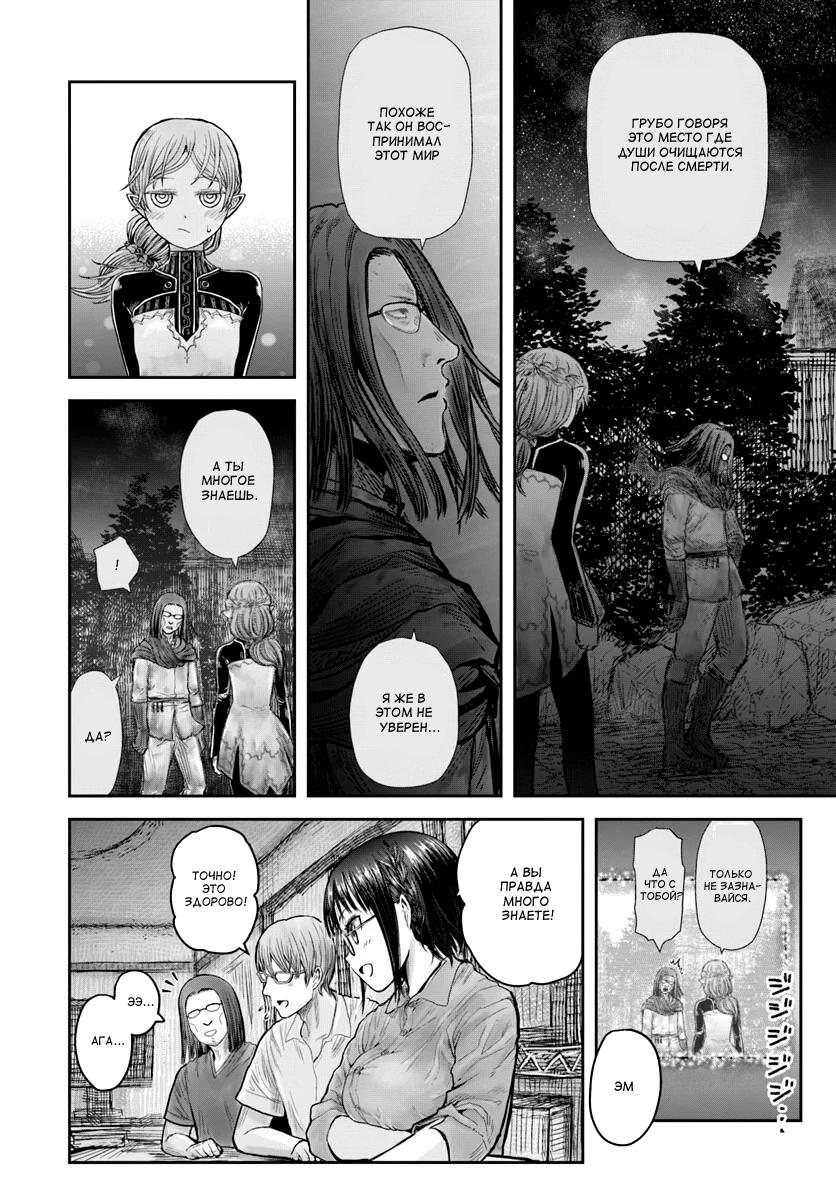 ГРУБО ГОВОРЯ
ЭТО МЕСТО ГДЕ
ДУШИ ОЧИЩАЮТСЯ
ПОСЛЕ СМЕРТИ.
ПОХОЖЕ
ТАК ОН ВОС-
ПРИНИМАЛ
ЭТОТ МИР
Я ЖЕ В
ЭТОМ НЕ
УВЕРЕН...
А ТЫ
МНОГОЕ
ЗНАЕШЬ.
!
ДА?
ТОЛЬКО
НЕ ЗАЗНА-
ВАЙСЯ.
ДА
ЧТО С
ТОБОЙ?
ЭМ
А ВЫ
ПРАВДА
МНОГО
ЗНАЕТЕ!
ТОЧНО!
ЭТО
ЗДОРОВО!
ЭЭ...
АГА...